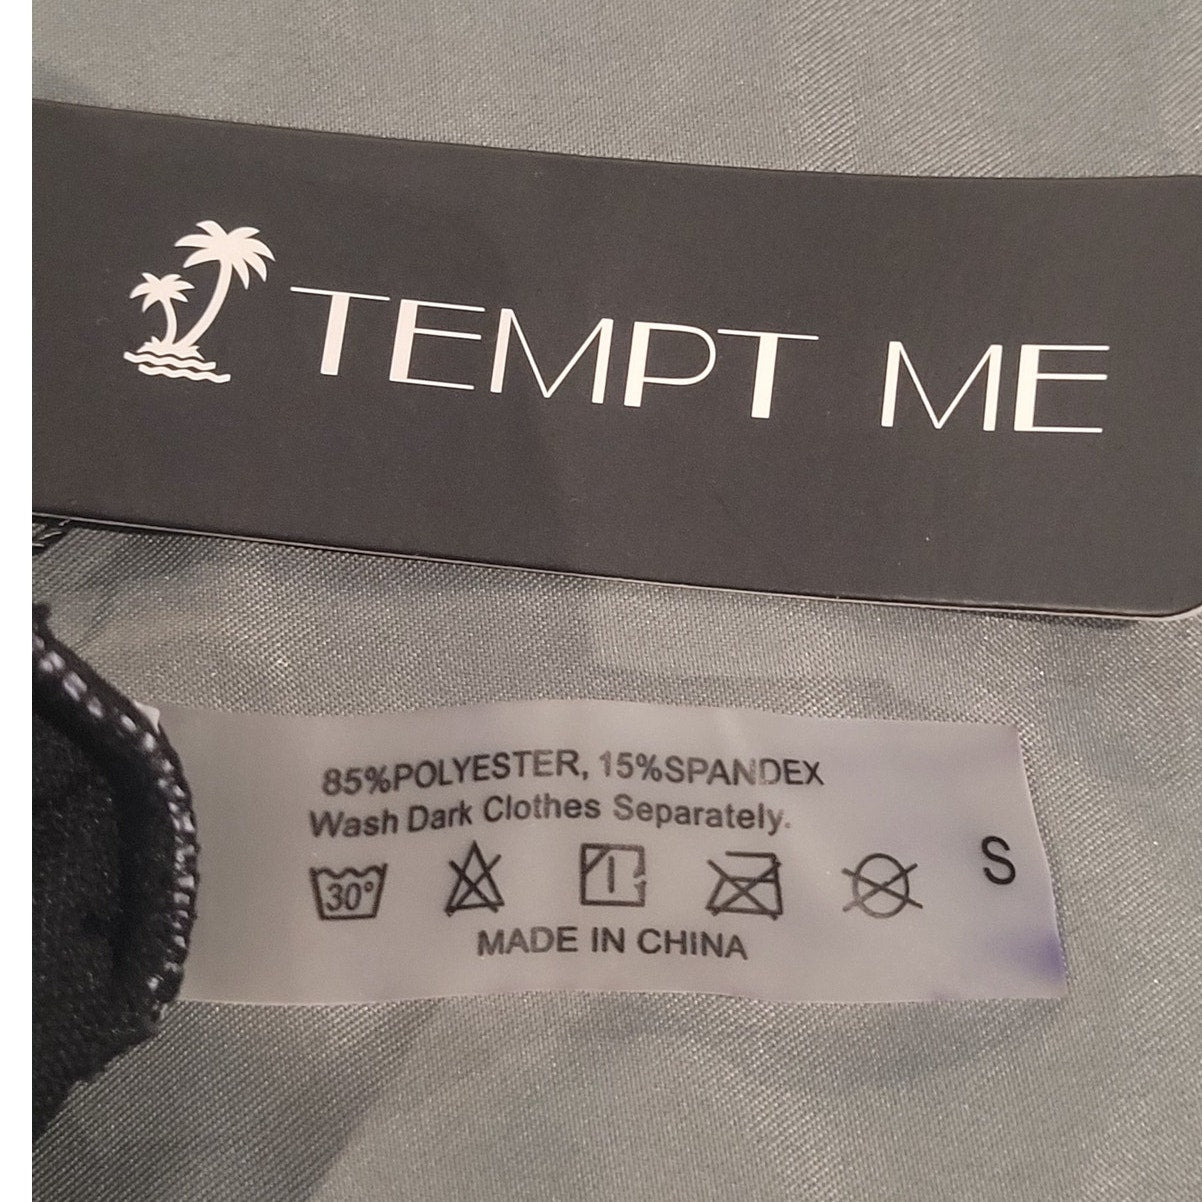 TEMPT ME
85%POLYESTER, 15%SPANDEX
Wash Dark Clothes Separately.
30°
S
MADE IN CHINA